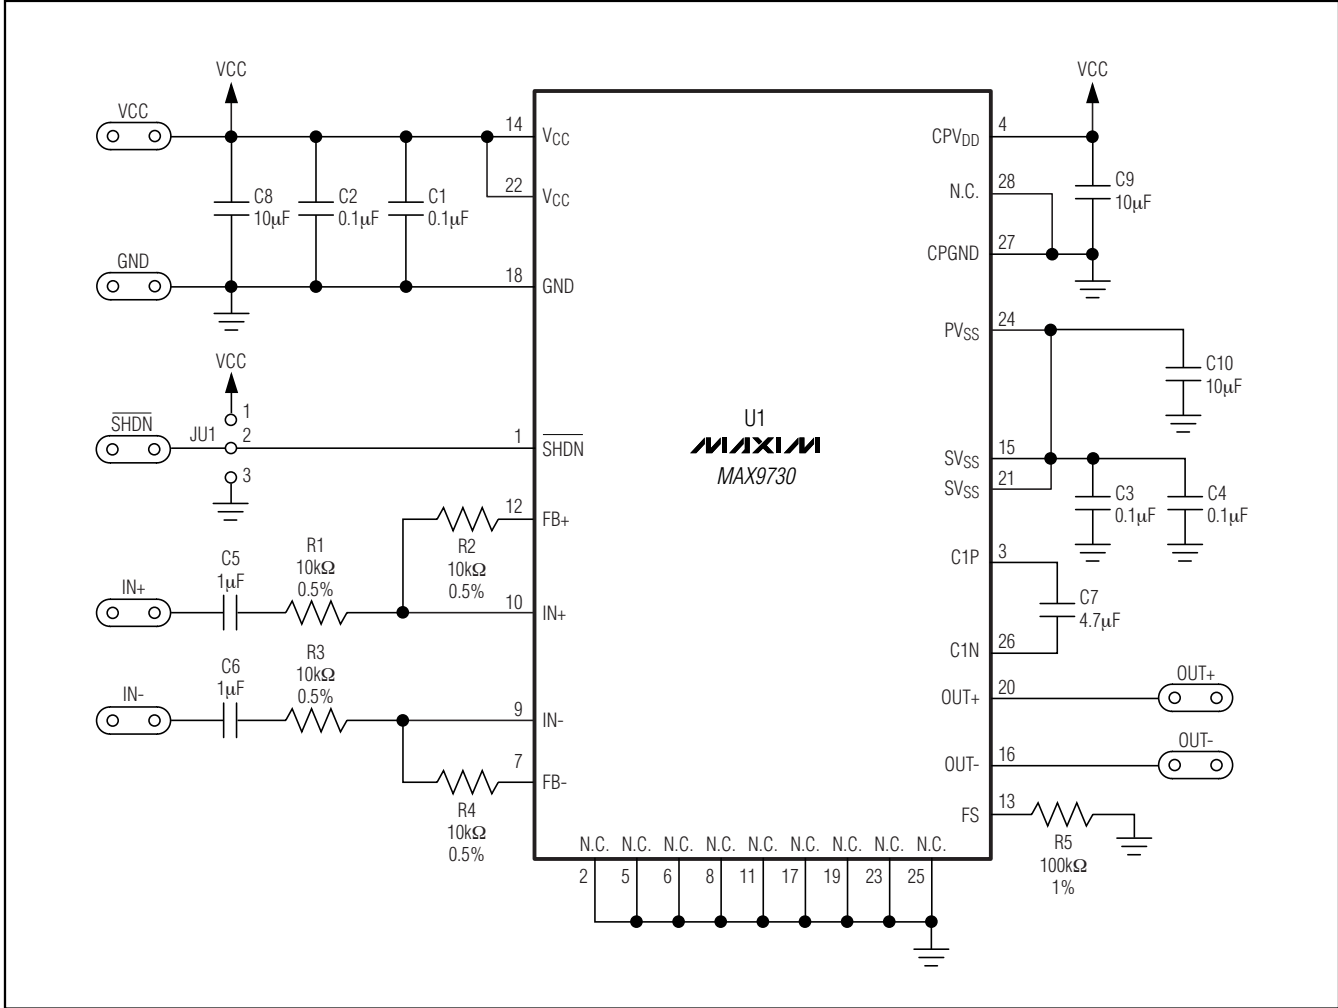 VCC
VCC
VCC
GND
C8
10μF
C2
0.1μF
C1
0.1μF
14
VCC
22
VCC
18
GND
VCC
SHDN
JU1
1
2
3
1
SHDN
12
FB+
R2
10kΩ
0.5%
IN+
C5
1μF
R1
10kΩ
0.5%
10
IN+
IN-
C6
1μF
R3
10kΩ
0.5%
9
IN-
7
FB-
R4
10kΩ
0.5%
U1
MAXIM
MAX9730
CPVDD
4
C9
10μF
N.C.
28
CPGND
27
PVSS
24
C10
10μF
SVSS
15
SVSS
21
C3
0.1μF
C4
0.1μF
C1P
3
C7
4.7μF
C1N
26
OUT+
20
OUT+
OUT-
16
OUT-
FS
13
R5
100kΩ
1%
N.C. N.C. N.C. N.C. N.C. N.C. N.C. N.C. N.C.
2 5 6 8 11 17 19 23 25